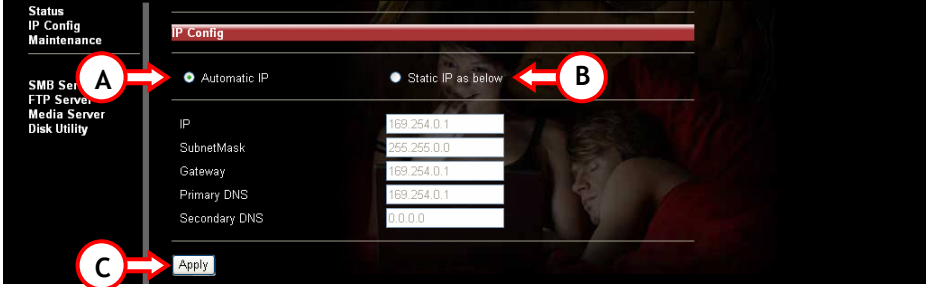 Status
IP Config
Maintenance
SMB Ser
FTP Server
Media Server
Disk Utility
IP Config
A
Automatic IP
Static IP as below
B
IP 169.254.0.1
SubnetMask 255.255.0.0
Gateway 169.254.0.1
Primary DNS 169.254.0.1
Secondary DNS 0.0.0.0
C
Apply